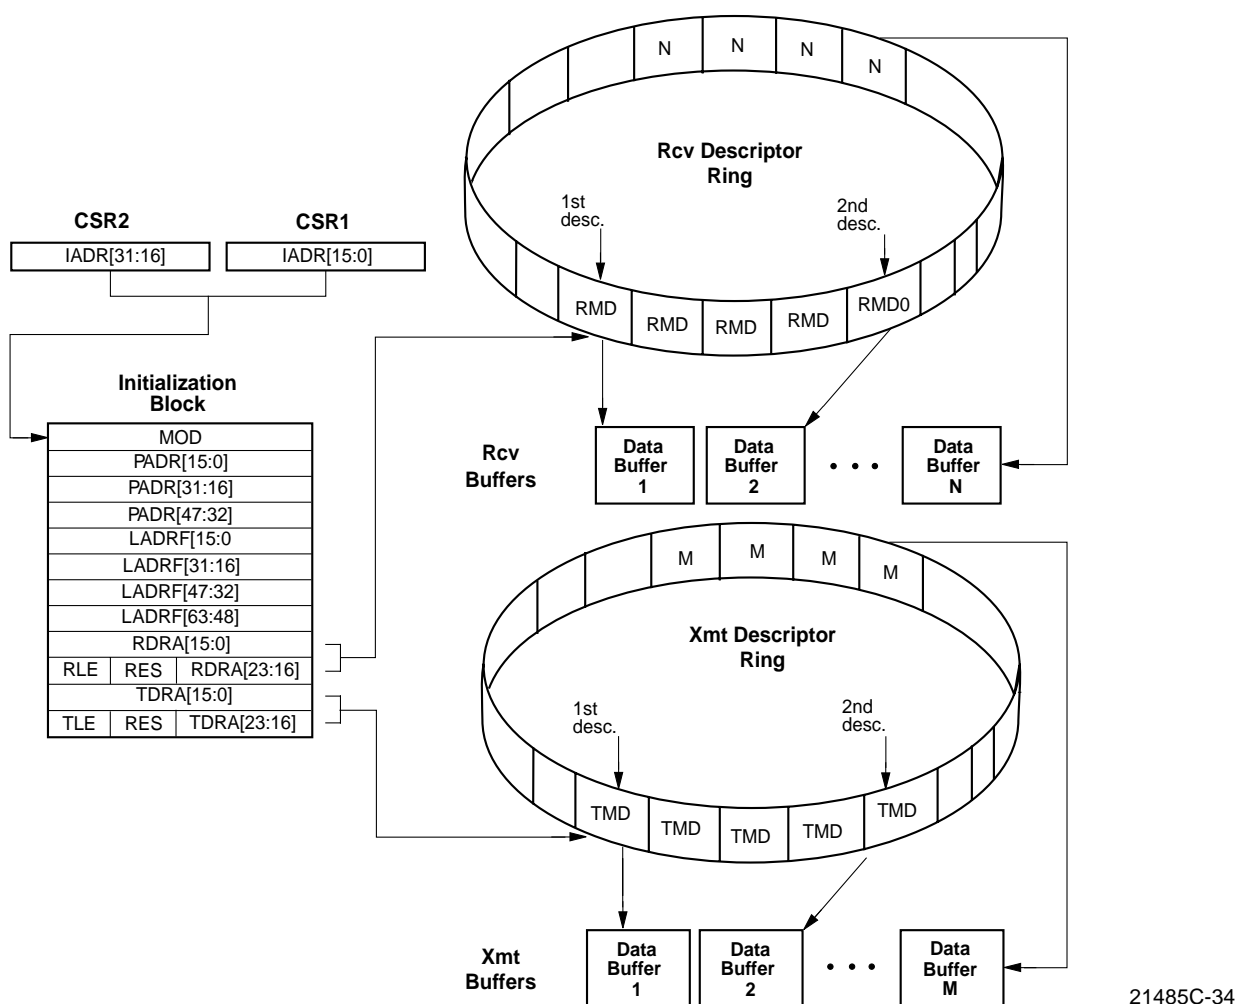 N N N N
Rcv Descriptor
Ring
1st
desc.
2nd
desc.
CSR2 CSR1
IADR[31:16] IADR[15:0]
RMD RMD RMD RMD RMD0
Initialization
Block
MOD
PADR[15:0]
PADR[31:16]
PADR[47:32]
LADRF[15:0
LADRF[31:16]
LADRF[47:32]
LADRF[63:48]
RDRA[15:0]
RLE RES RDRA[23:16]
TDRA[15:0]
TLE RES TDRA[23:16]
Rcv
Buffers
Data
Buffer
1
Data
Buffer
2
• • •
Data
Buffer
N
M M M M
Xmt Descriptor
Ring
1st
desc.
2nd
desc.
TMD TMD TMD TMD TMD
Xmt
Buffers
Data
Buffer
1
Data
Buffer
2
• • •
Data
Buffer
M
21485C-34